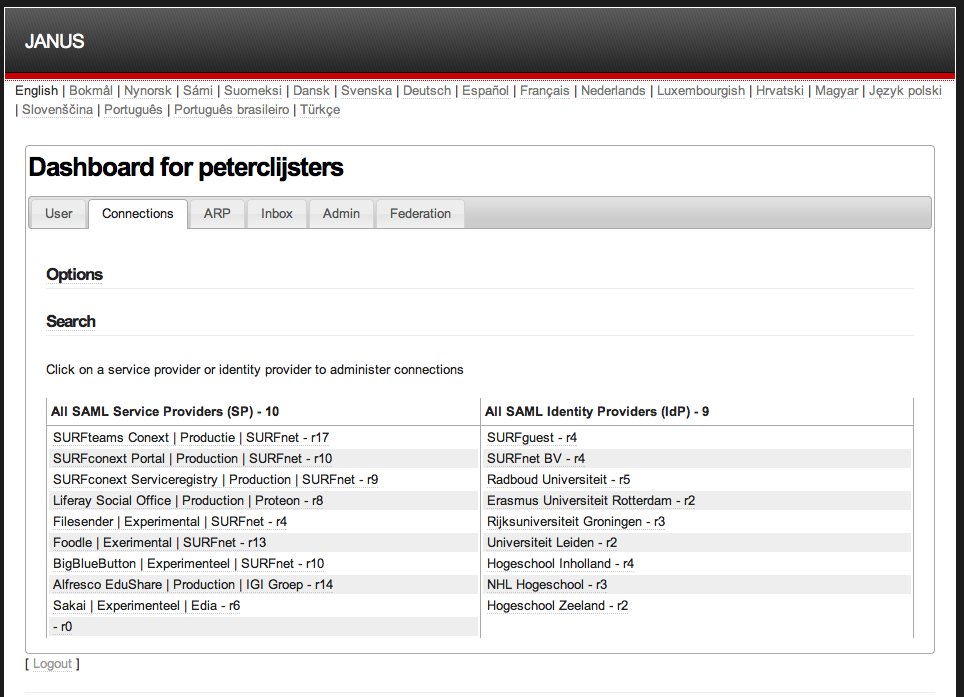 JANUS
English | Bokmål | Nynorsk | Sámi | Suomeksi | Dansk | Svenska | Deutsch | Español | Français | Nederlands | Luxembourgish | Hrvatski | Magyar | Język polski
| Slovenščina | Português | Português brasileiro | Türkçe
Dashboard for peterclijsters
User Connections ARP Inbox Admin Federation
Options
Search
Click on a service provider or identity provider to administer connections
All SAML Service Providers (SP) - 10
SURFteams Conext | Productie | SURFnet - r17
SURFconext Portal | Production | SURFnet - r10
SURFconext Serviceregistry | Production | SURFnet - r9
Liferay Social Office | Production | Proteon - r8
Filesender | Experimental | SURFnet - r4
Foodle | Exerimental | SURFnet - r13
BigBlueButton | Experimenteel | SURFnet - r10
Alfresco EduShare | Production | IGI Groep - r14
Sakai | Experimenteel | Edia - r6
- r0
All SAML Identity Providers (IdP) - 9
SURFguest - r4
SURFnet BV - r4
Radboud Universiteit - r5
Erasmus Universiteit Rotterdam - r2
Rijksuniversiteit Groningen - r3
Universiteit Leiden - r2
Hogeschool Inholland - r4
NHL Hogeschool - r3
Hogeschool Zeeland - r2
[ Logout ]